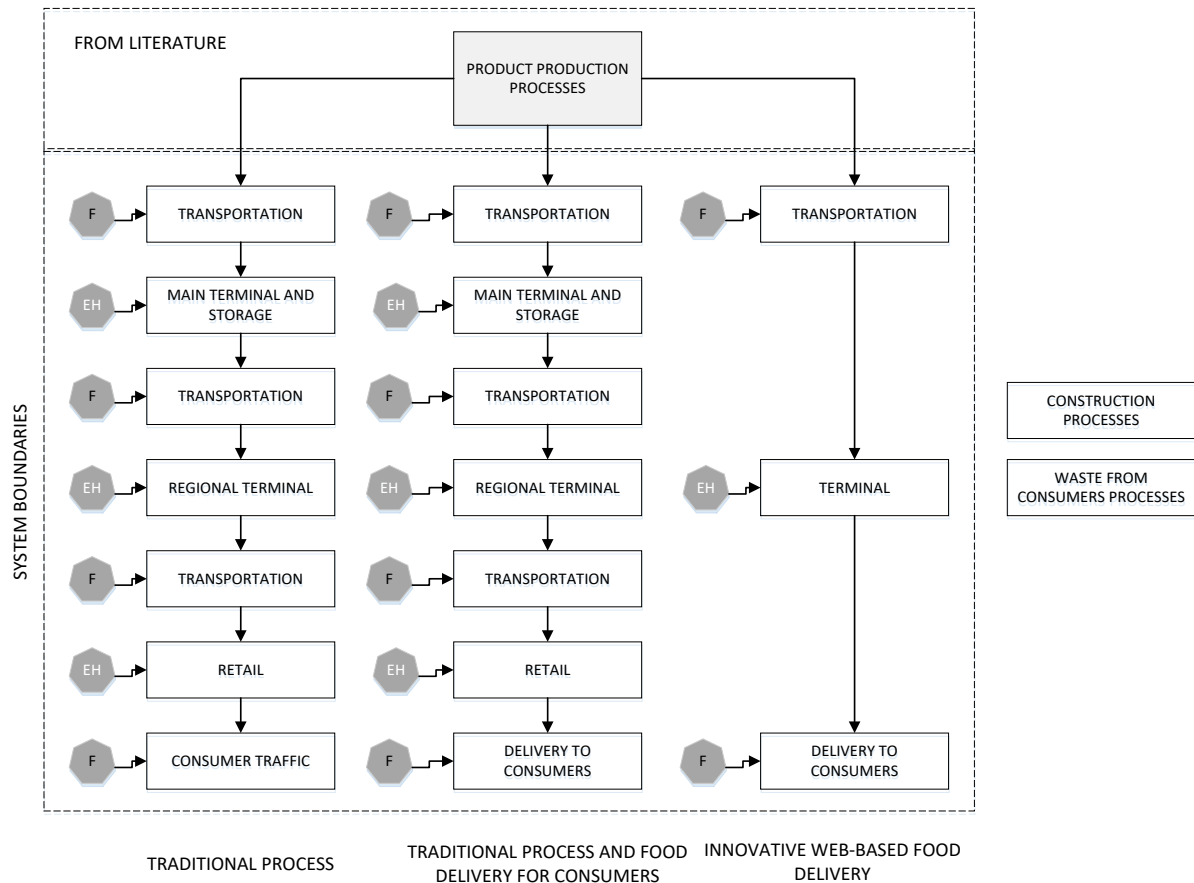 FROM LITERATURE
PRODUCT PRODUCTION
PROCESSES
F
TRANSPORTATION
F
TRANSPORTATION
F
TRANSPORTATION
EH
MAIN TERMINAL AND
STORAGE
EH
MAIN TERMINAL AND
STORAGE
F
TRANSPORTATION
F
TRANSPORTATION
CONSTRUCTION
PROCESSES
SYSTEM BOUNDARIES
EH
REGIONAL TERMINAL
EH
REGIONAL TERMINAL
EH
TERMINAL
WASTE FROM
CONSUMERS PROCESSES
F
TRANSPORTATION
F
TRANSPORTATION
EH
RETAIL
EH
RETAIL
F
CONSUMER TRAFFIC
F
DELIVERY TO
CONSUMERS
F
DELIVERY TO
CONSUMERS
TRADITIONAL PROCESS
TRADITIONAL PROCESS AND FOOD
DELIVERY FOR CONSUMERS
INNOVATIVE WEB-BASED FOOD
DELIVERY